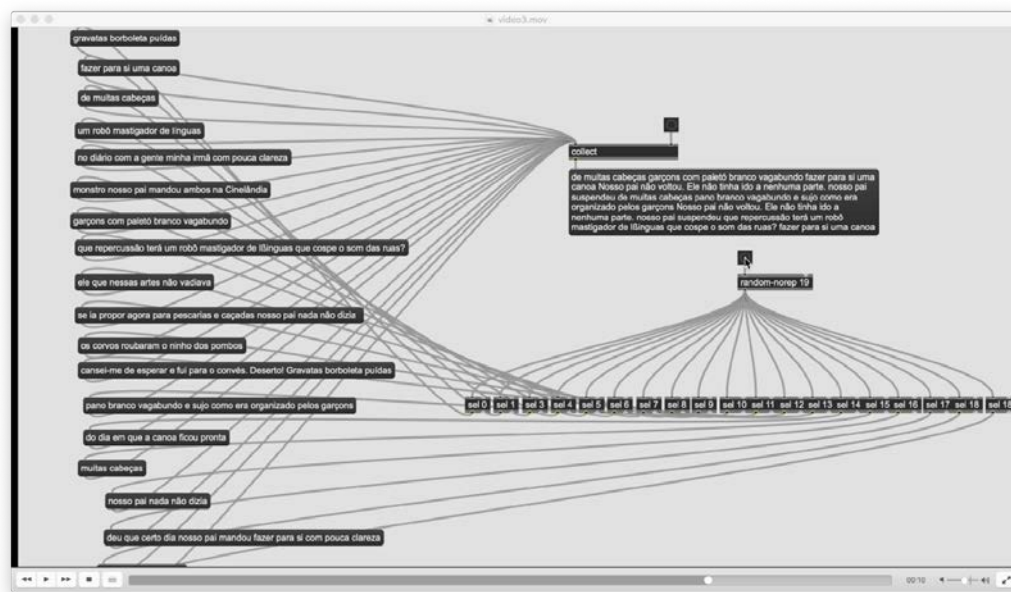 video3.mov
gravatas borboleta puídas
fazer para si uma canoa
de muitas cabeças
um robô mastigador de línguas
no diário com a gente minha irmã com pouca clareza
monstro nosso pai mandou ambos na Cinelândia
garçons com paletó branco vagabundo
que repercussão terá um robô mastigador de lßinguas que cospe o som das ruas?
ele que nessas artes não vadiava
se ia propor agora para pescarias e caçadas nosso pai nada não dizia
os corvos roubaram o ninho dos pombos
cansei-me de esperar e fui para o convés. Deserto! Gravatas borboleta puídas
pano branco vagabundo e sujo como era organizado pelos garçons
do dia em que a canoa ficou pronta
muitas cabeças
nosso pai nada não dizia
deu que certo dia nosso pai mandou fazer para si com pouca clareza
collect
de muitas cabeças garçons com paletó branco vagabundo fazer para si uma
canoa Nosso pai não voltou. Ele não tinha ido a nenhuma parte. nosso pai
suspendeu de muitas cabeças pano branco vagabundo e sujo como era
organizado pelos garçons Nosso pai não voltou. Ele não tinha ido a
nenhuma parte. nosso pai suspendeu que repercussão terá um robô
mastigador de lßinguas que cospe o som das ruas? fazer para si uma canoa
random-norep 19
sel 0 sel 1 sel 3 sel 4 sel 5 sel 6 sel 7 sel 8 sel 9 sel 10 sel 11 sel 12 sel 13 sel 14 sel 15 sel 16 sel 17 sel 18 sel 18
00:10